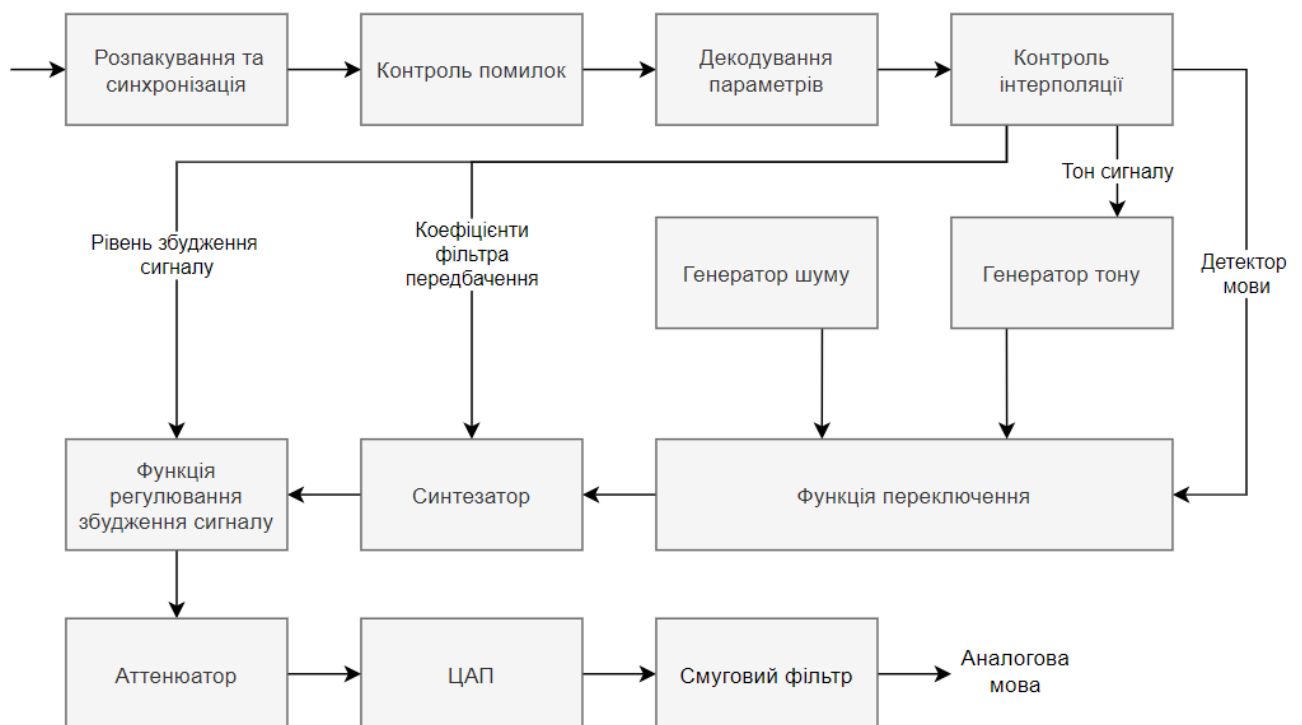 Розпакування та
синхронізація
Контроль помилок
Декодування
параметрів
Контроль
інтерполяції
Тон сигналу
Рівень збудження
сигналу
Коефіцієнти
фільтра
передбачення
Генератор шуму
Генератор тону
Детектор
мови
Функція
регулювання
збудження сигналу
Синтезатор
Функція переключення
Аттенюатор
ЦАП
Смуговий фільтр
Аналогова
мова